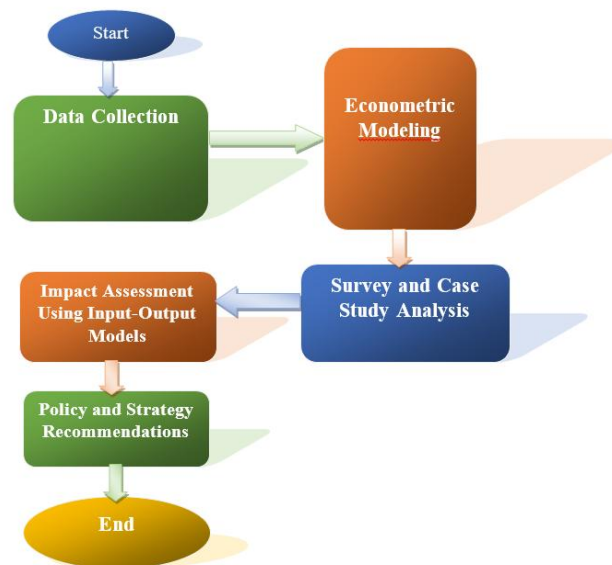 Start
Data Collection
Econometric
Modeling
Survey and Case
Study Analysis
Impact Assessment
Using Input-Output
Models
Policy and Strategy
Recommendations
End